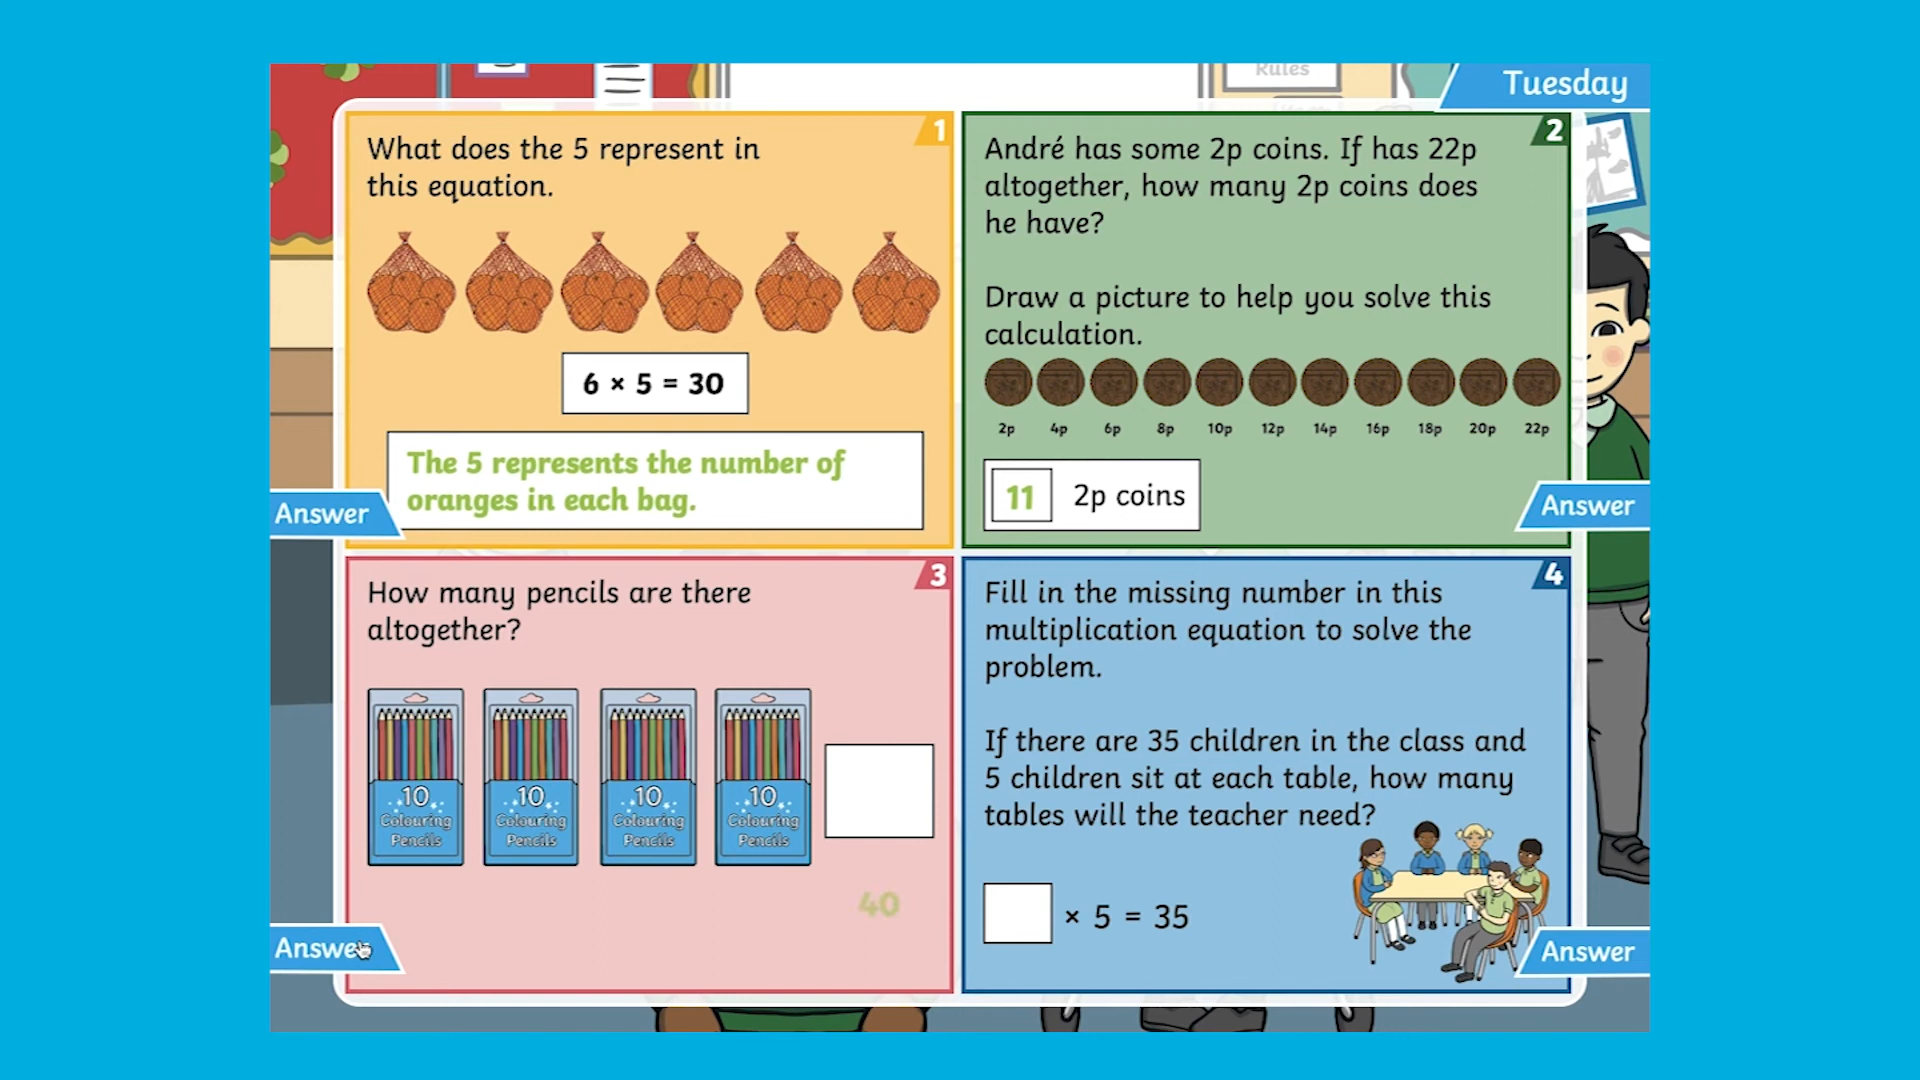 Rules
Tuesday
1
What does the 5 represent in
this equation.
6 × 5 = 30
The 5 represents the number of
oranges in each bag.
Answer
2
André has some 2p coins. If has 22p
altogether, how many 2p coins does
he have?
Draw a picture to help you solve this
calculation.
2p 4p 6p 8p 10p 12p 14p 16p 18p 20p 22p
11 2p coins
Answer
3
How many pencils are there
altogether?
10 10 10 10
Colouring Colouring Colouring Colouring
Pencils Pencils Pencils Pencils
40
Answer
4
Fill in the missing number in this
multiplication equation to solve the
problem.
If there are 35 children in the class and
5 children sit at each table, how many
tables will the teacher need?
× 5 = 35
Answer